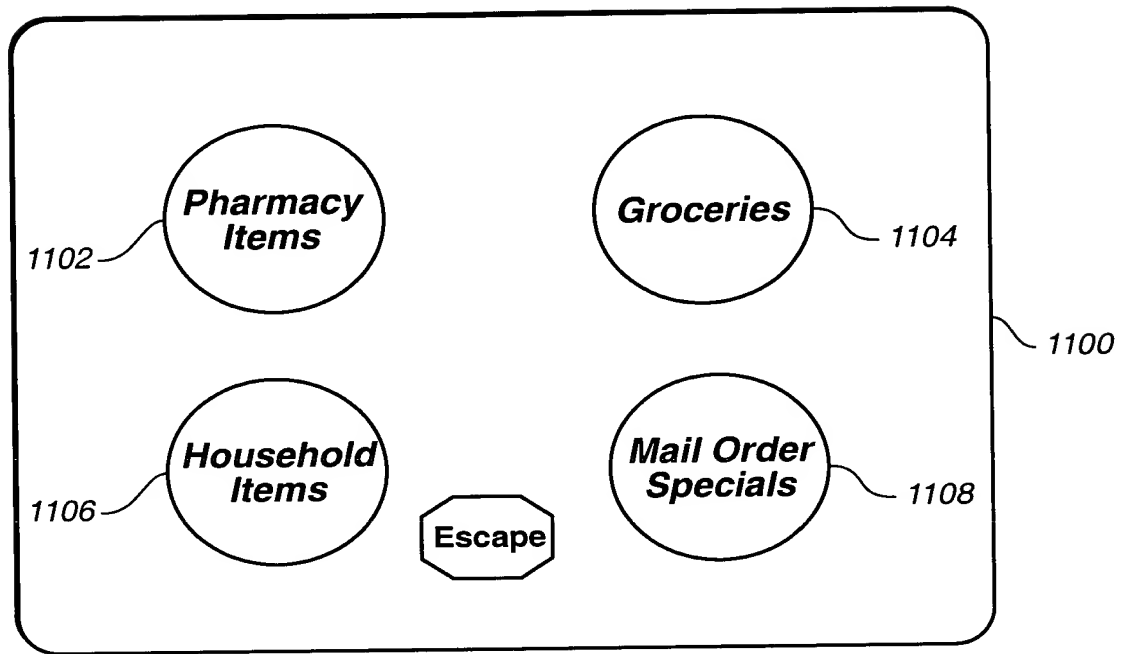 Pharmacy
Items
1102
Groceries
1104
1100
Household
Items
1106
Mail Order
Specials
1108
Escape